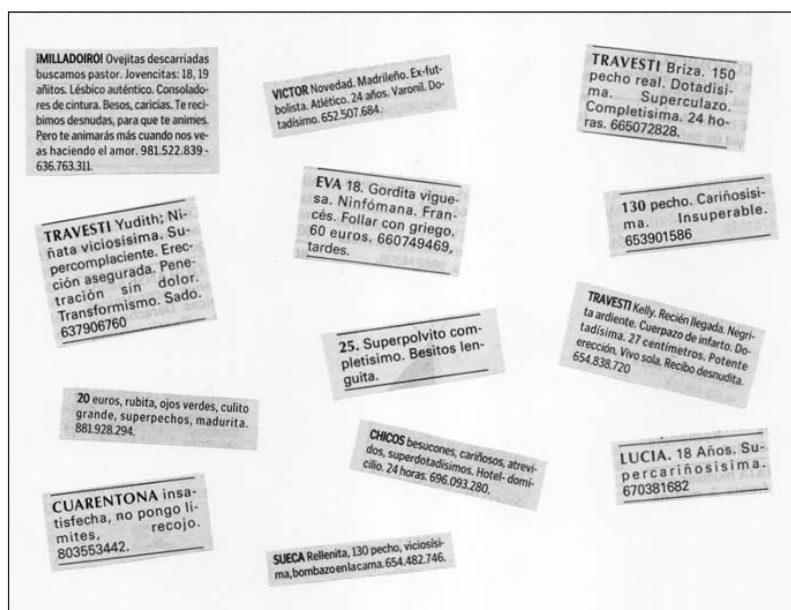 ¡MILLADOIRO! Ovejitas descarriadas
buscamos pastor. Jovencitas: 18, 19
añitos. Lésbico auténtico. Consolado-
res de cintura. Besos, caricias. Te reci-
bimos desnudas, para que te animes.
Pero te animarás más cuando nos ve-
as haciendo el amor. 981.522.839 -
636.763.311.
VICTOR Novedad. Madrileño. Ex-fut-
bolista. Atlético. 24 años. Varonil. Do-
tadísimo. 652.507.684.
TRAVESTI Briza. 150
pecho real. Dotadisi-
ma. Superculazo.
Completísima. 24 ho-
ras. 665072828.
TRAVESTI Yudith; Ni-
ñata viciosísima. Su-
percomplaciente. Erec-
ción asegurada. Pene-
tración sin dolor.
Transformismo. Sado.
637906760
EVA 18. Gordita vigue-
sa. Ninfómana. Fran-
cés. Follar con griego.
60 euros. 660749469,
tardes.
130 pecho. Cariñosisi-
ma. Insuperable.
653901586
25. Superpolvito com-
pletisimo. Besitos len-
guita.
TRAVESTI Kelly. Recién llegada. Negri-
ta ardiente. Cuerpazo de infarto. Do-
tadísima. 27 centímetros. Potente
erección. Vivo sola. Recibo desnudita.
654.838.720
20 euros, rubita, ojos verdes, culito
grande, superpechos, madurita.
881.928.294.
CHICOS besucones, cariñosos, atrevi-
dos, superdotadísimos. Hotel- domi-
cilio. 24 horas. 696.093.280.
LUCIA. 18 Años. Su-
percariñosisima.
670381682
CUARENTONA insa-
tisfecha, no pongo lí-
mites, recojo.
803553442.
SUECA Rellenita, 130 pecho, viciosísi-
ma, bombazo en la cama. 654.482.746.